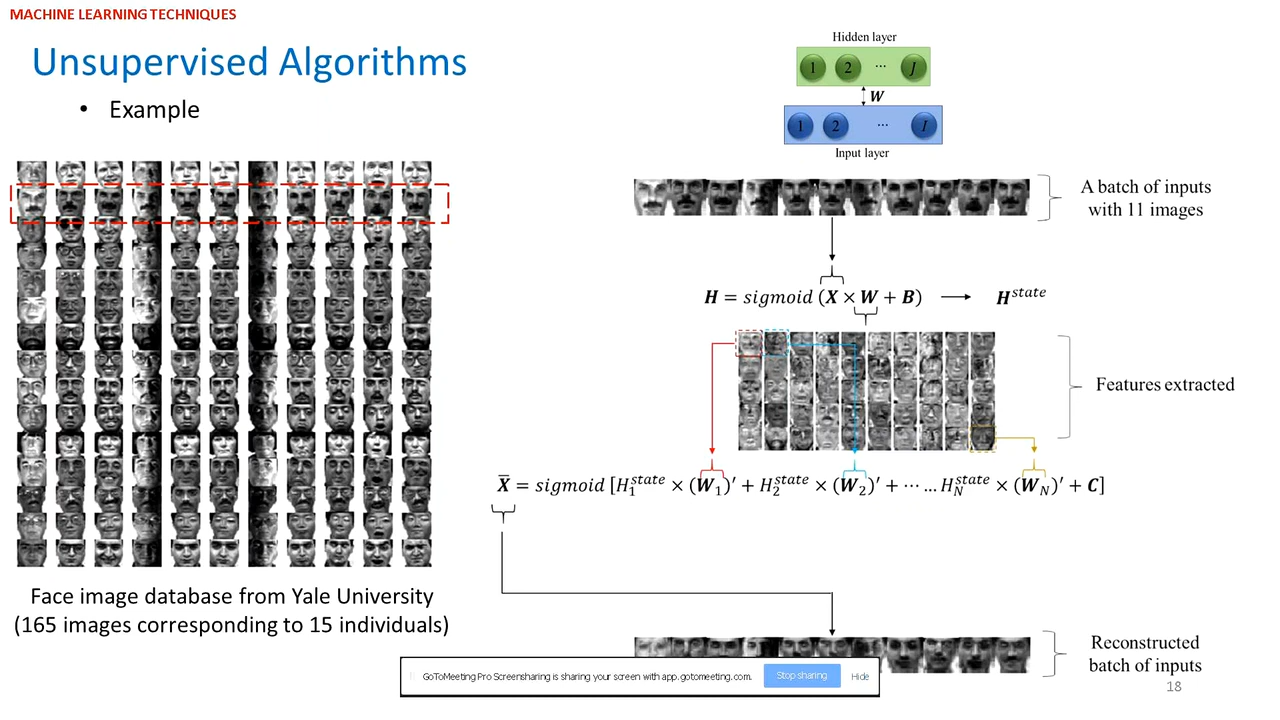 MACHINE LEARNING TECHNIQUES
Unsupervised Algorithms
• Example
Hidden layer
1 2 ... J
W
1 2 ... I
Input layer
A batch of inputs
with 11 images
H = sigmoid (X × W + B) → H^state
Features extracted
X̅ = sigmoid [H₁^state × (W₁)′ + H₂^state × (W₂)′ + ⋯ … H_N^state × (W_N)′ + C]
Face image database from Yale University
(165 images corresponding to 15 individuals)
Reconstructed
batch of inputs
GoToMeeting Pro Screensharing is sharing your screen with app.gotomeeting.com. Stop sharing Hide
18